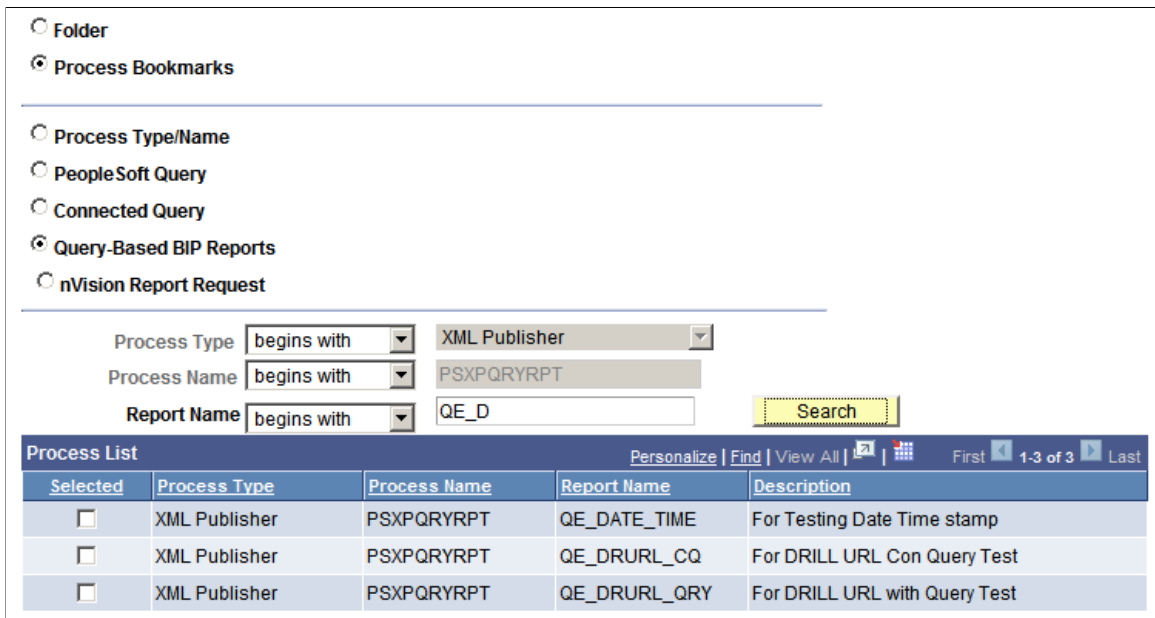 Folder
Process Bookmarks
Process Type/Name
PeopleSoft Query
Connected Query
Query-Based BIP Reports
nVision Report Request
Process Type begins with XML Publisher
Process Name begins with PSXPQRYRPT
Report Name begins with QE_D Search
Process List Personalize | Find | View All | | First 1-3 of 3 Last
Selected Process Type Process Name Report Name Description
XML Publisher PSXPQRYRPT QE_DATE_TIME For Testing Date Time stamp
XML Publisher PSXPQRYRPT QE_DRURL_CQ For DRILL URL Con Query Test
XML Publisher PSXPQRYRPT QE_DRURL_QRY For DRILL URL with Query Test